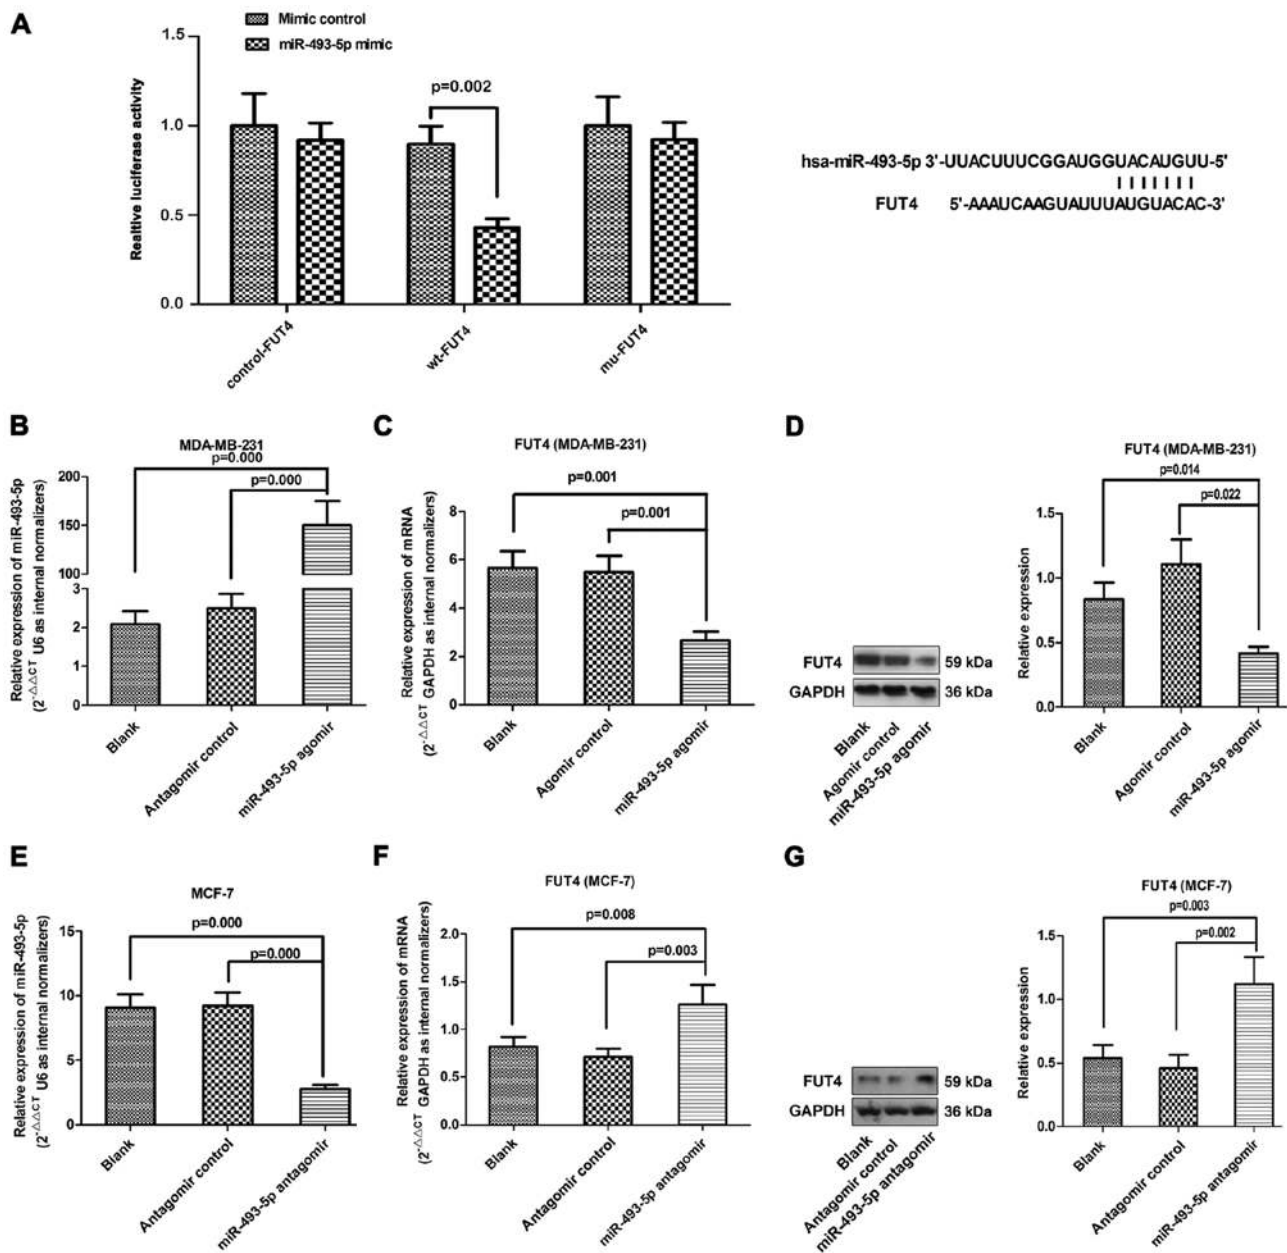 A
Mimic control
miR-493-5p mimic
Realtive luciferase activity
1.5
1.0
0.5
0.0
p=0.002
control-FUT4
wt-FUT4
mu-FUT4
hsa-miR-493-5p 3'-UUACUUUCGGAUGGUACAUGUU-5'
FUT4 5'-AAAUCAAGUAUUUAUGUACAC-3'
B
MDA-MB-231
p=0.000
p=0.000
Relative expression of miR-493-5p
(2-△△CT U6 as internal normalizers)
200
150
100
3
2
1
0
Blank
Antagomir control
miR-493-5p agomir
C
FUT4 (MDA-MB-231)
p=0.001
p=0.001
Relative expression of mRNA
(2-△△CT GAPDH as internal normalizers)
8
6
4
2
0
Blank
Agomir control
miR-493-5p agomir
D
FUT4 59 kDa
GAPDH 36 kDa
Blank
Agomir control
miR-493-5p agomir
FUT4 (MDA-MB-231)
p=0.014
p=0.022
Relative expression
1.5
1.0
0.5
0.0
Blank
Agomir control
miR-493-5p agomir
E
MCF-7
p=0.000
p=0.000
Relative expression of miR-493-5p
(2-△△CT U6 as internal normalizers)
15
10
5
0
Blank
Antagomir control
miR-493-5p antagomir
F
FUT4 (MCF-7)
p=0.008
p=0.003
Relative expression of mRNA
(2-△△CT GAPDH as internal normalizers)
2.0
1.5
1.0
0.5
0.0
Blank
Antagomir control
miR-493-5p antagomir
G
FUT4 59 kDa
GAPDH 36 kDa
Blank
Antagomir control
miR-493-5p antagomir
FUT4 (MCF-7)
p=0.003
p=0.002
Relative expression
1.5
1.0
0.5
0.0
Blank
Antagomir control
miR-493-5p antagomir